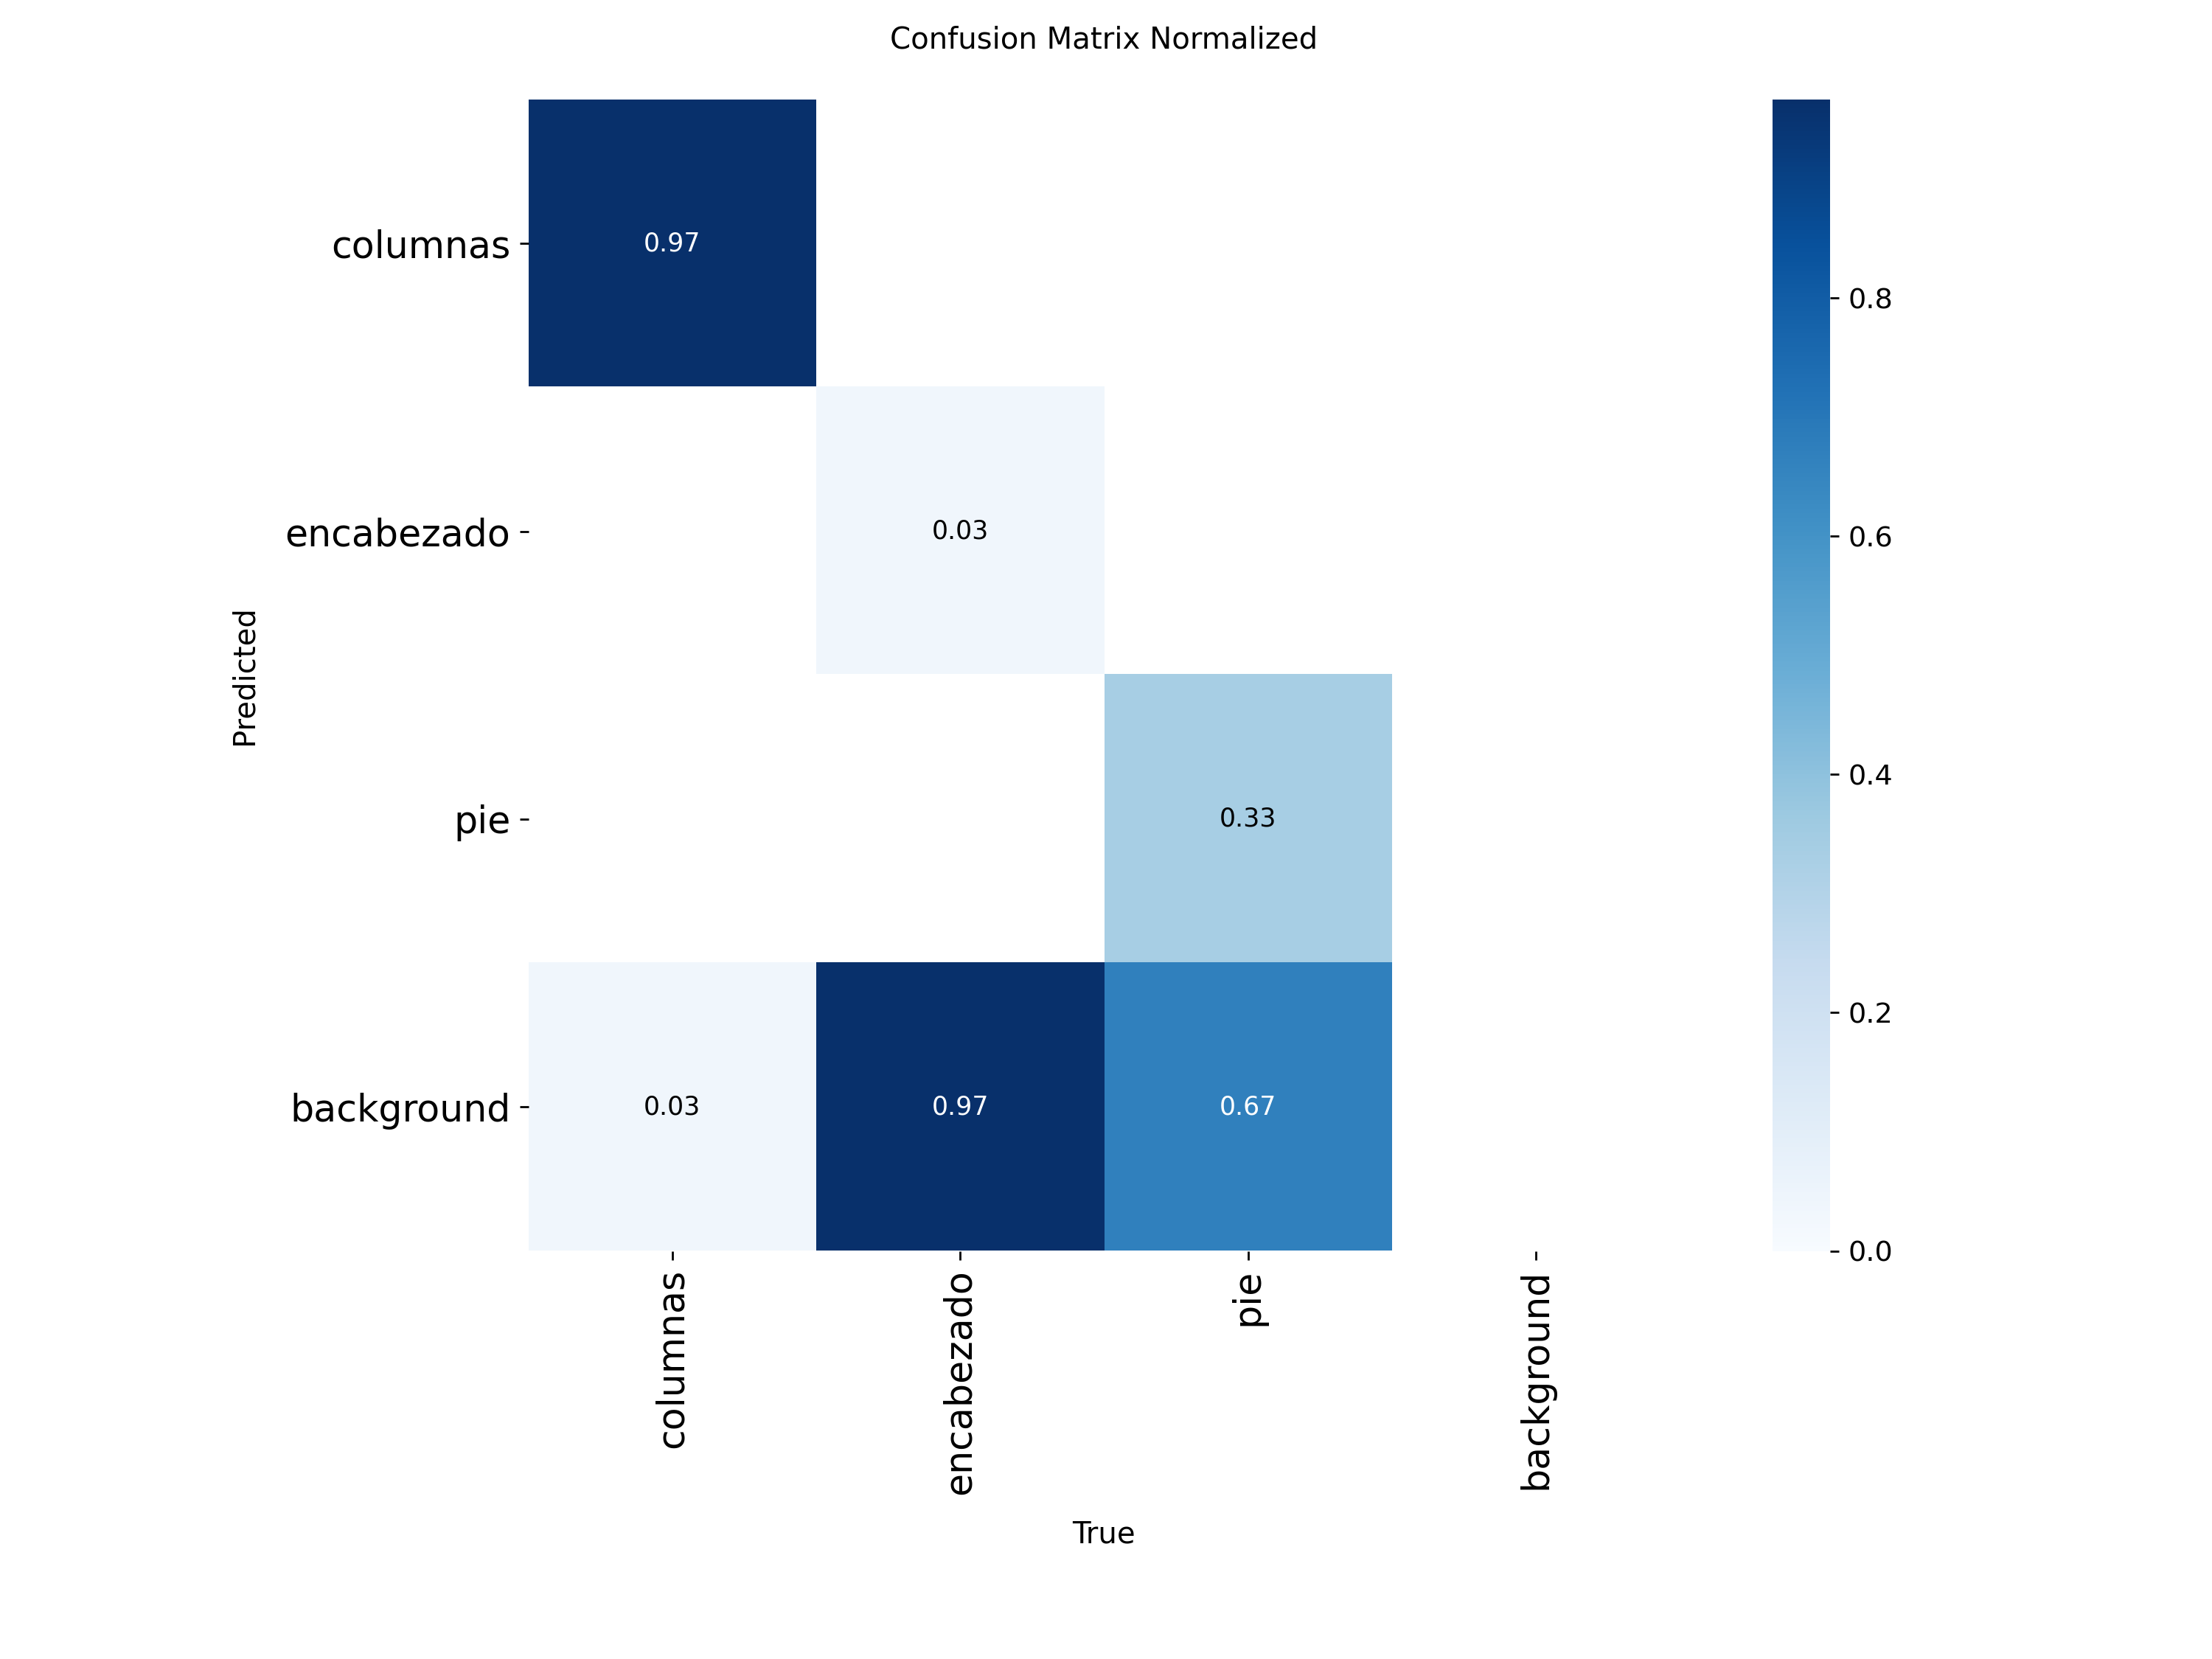 Confusion Matrix Normalized
columnas
0.97
encabezado
0.03
pie
0.33
background
0.03 0.97 0.67
Predicted
columnas
encabezado
pie
background
True
0.8
0.6
0.4
0.2
0.0